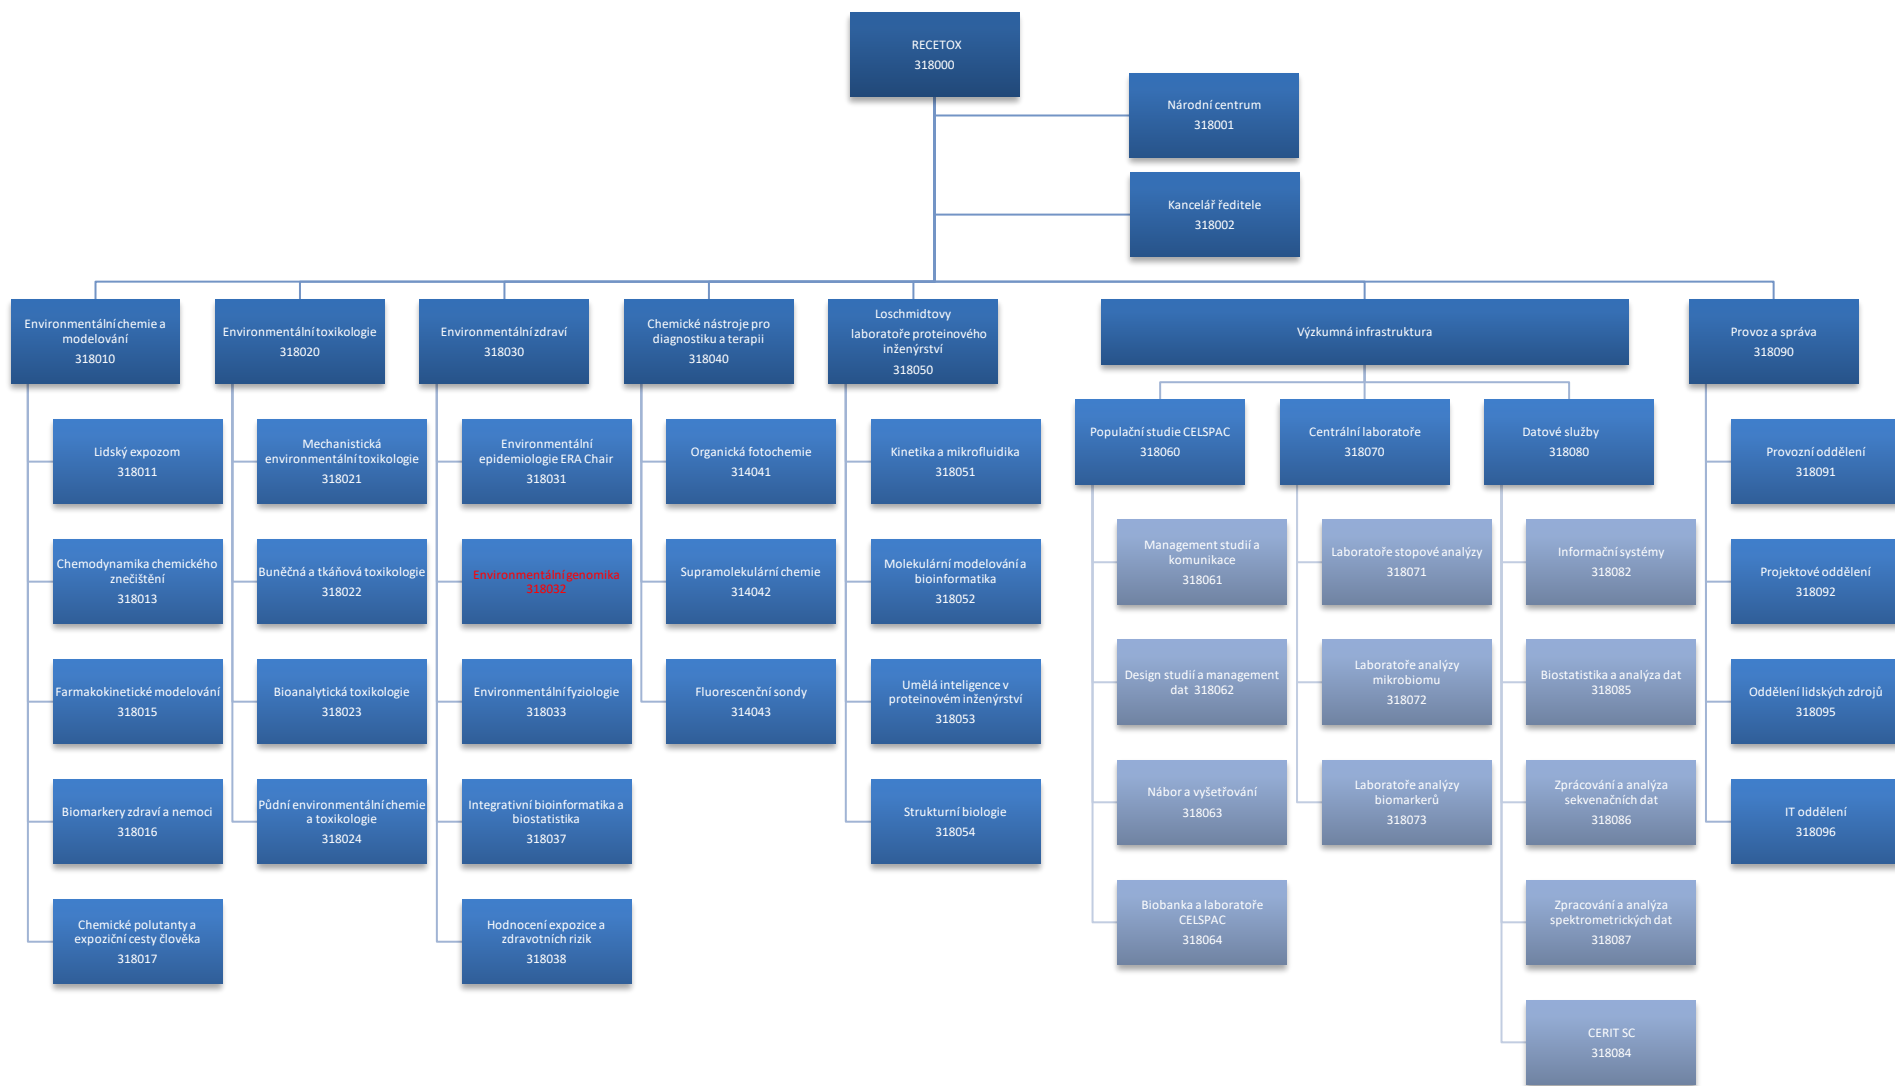 RECETOX
318000
Národní centrum
318001
Kancelář ředitele
318002
Environmentální chemie a
modelování
318010
Lidský expozom
318011
Chemodynamika chemického
znečištění
318013
Farmakokinetické modelování
318015
Biomarkery zdraví a nemoci
318016
Chemické polutanty a
expoziční cesty člověka
318017
Environmentální toxikologie
318020
Mechanistická
environmentální toxikologie
318021
Buněčná a tkáňová toxikologie
318022
Bioanalytická toxikologie
318023
Půdní environmentální chemie
a toxikologie
318024
Environmentální zdraví
318030
Environmentální
epidemiologie ERA Chair
318031
Environmentální genomika
318032
Environmentální fyziologie
318033
Integrativní bioinformatika a
biostatistika
318037
Hodnocení expozice a
zdravotních rizik
318038
Chemické nástroje pro
diagnostiku a terapii
318040
Organická fotochemie
314041
Supramolekulární chemie
314042
Fluorescenční sondy
314043
Loschmidtovy
laboratoře proteinového
inženýrství
318050
Kinetika a mikrofluidika
318051
Molekulární modelování a
bioinformatika
318052
Umělá inteligence v
proteinovém inženýrství
318053
Strukturní biologie
318054
Výzkumná infrastruktura
Populační studie CELSPAC
318060
Management studií a
komunikace
318061
Design studií a management
dat 318062
Nábor a vyšetřování
318063
Biobanka a laboratoře
CELSPAC
318064
Centrální laboratoře
318070
Laboratoře stopové analýzy
318071
Laboratoře analýzy
mikrobiomu
318072
Laboratoře analýzy
biomarkerů
318073
Datové služby
318080
Informační systémy
318082
Biostatistika a analýza dat
318085
Zprácování a analýza
sekvenačních dat
318086
Zpracování a analýza
spektrometrických dat
318087
CERIT SC
318084
Provoz a správa
318090
Provozní oddělení
318091
Projektové oddělení
318092
Oddělení lidských zdrojů
318095
IT oddělení
318096